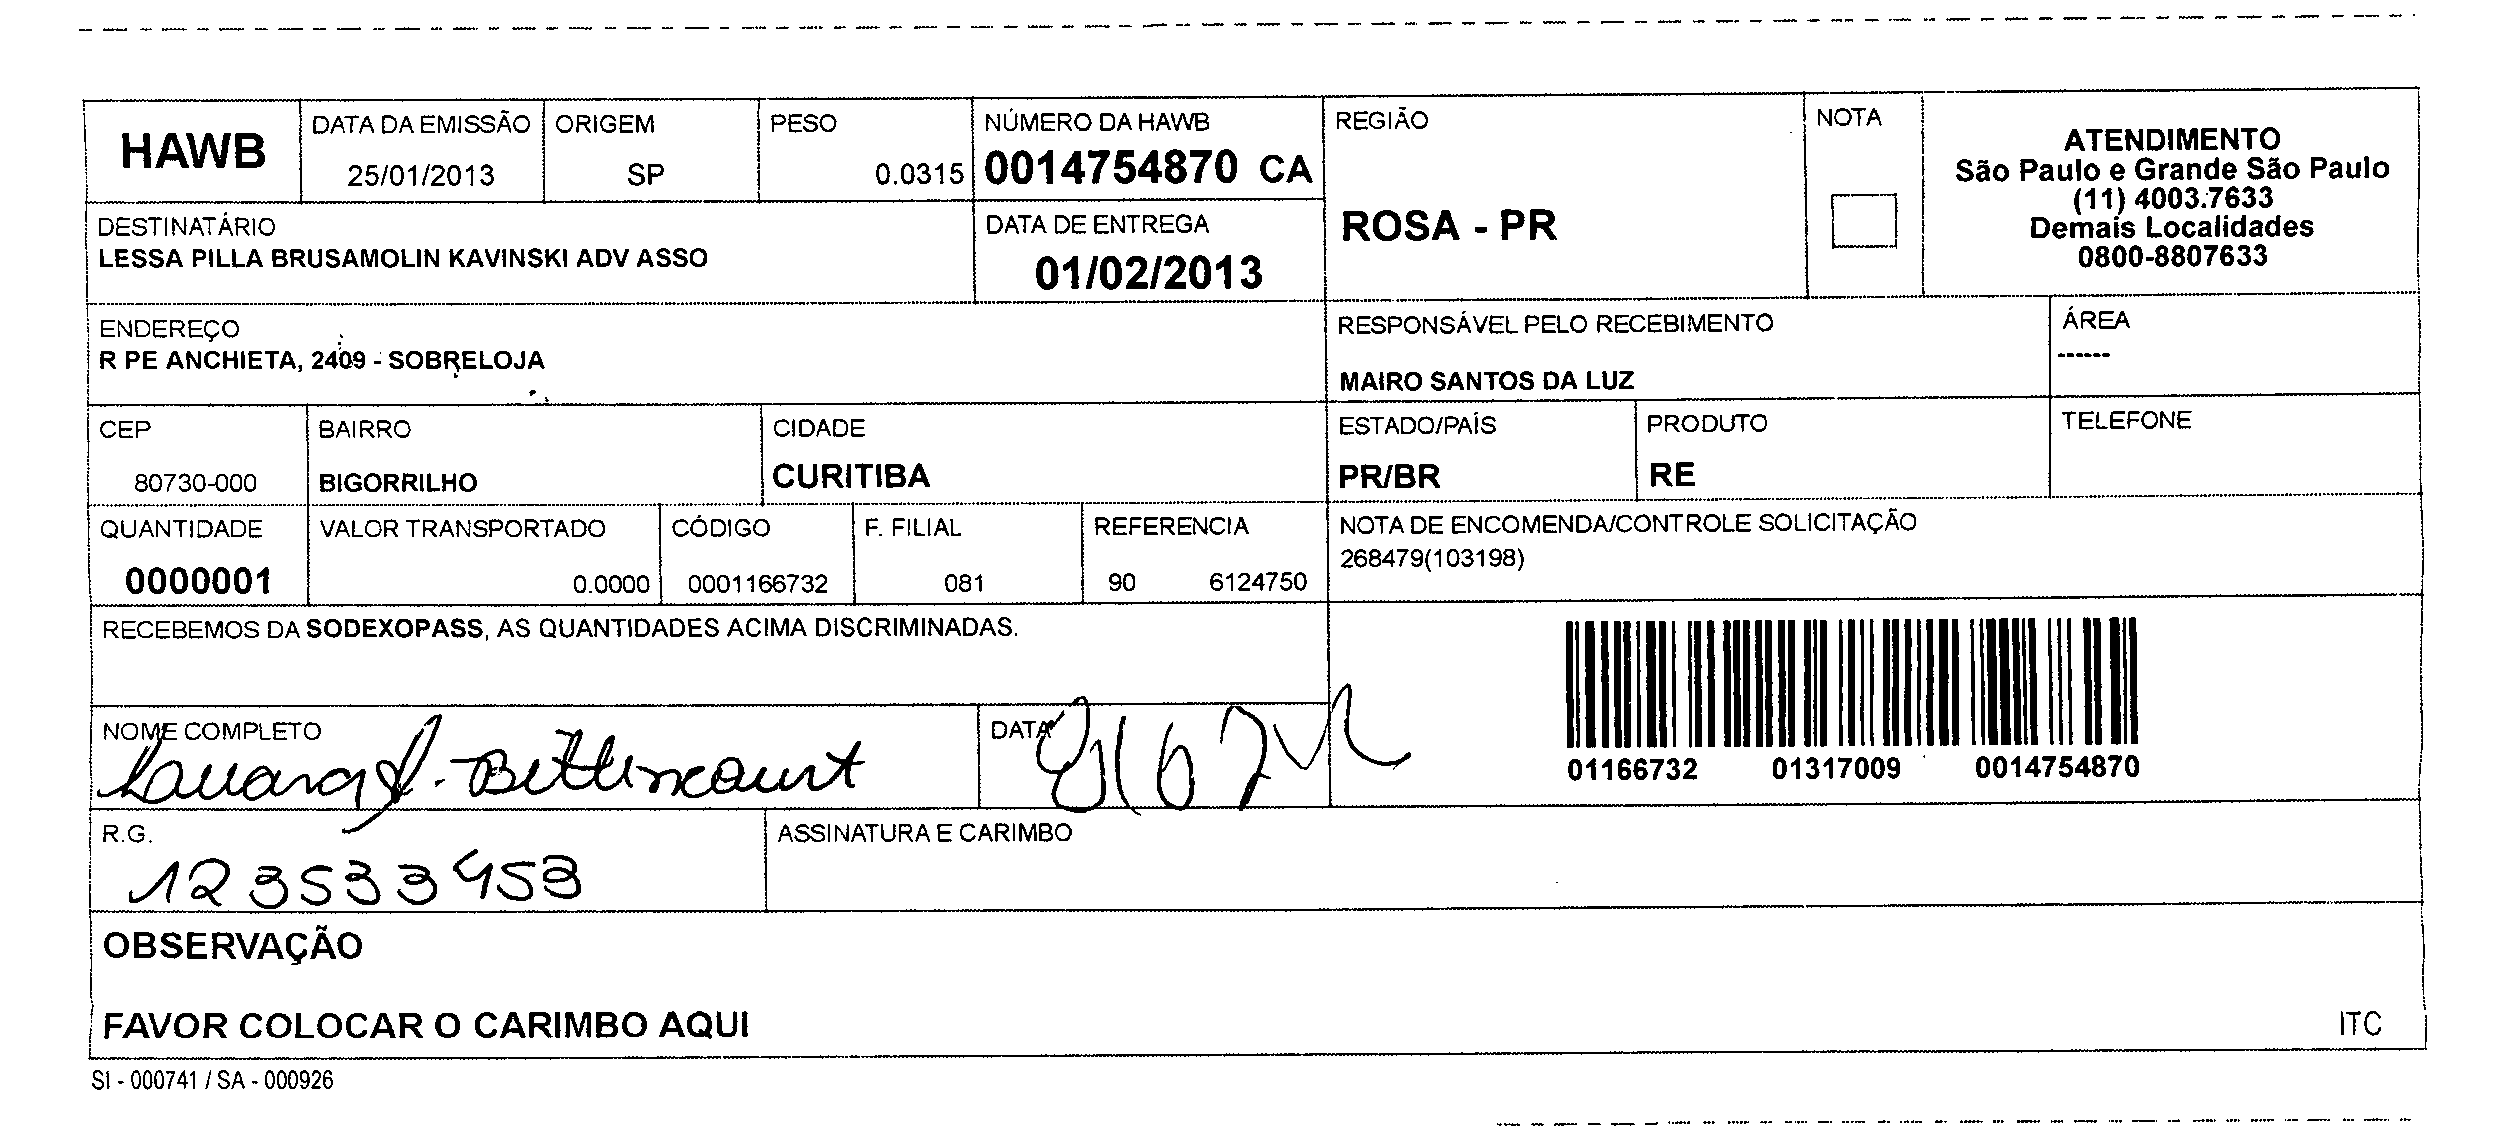 HAWB
DATA DA EMISSÃO
25/01/2013
ORIGEM
SP
PESO
0.0315
NÚMERO DA HAWB
0014754870 CA
REGIÃO
ROSA - PR
NOTA
ATENDIMENTO
São Paulo e Grande São Paulo
(11) 4003.7633
Demais Localidades
0800-8807633
DESTINATÁRIO
LESSA PILLA BRUSAMOLIN KAVINSKI ADV ASSO
DATA DE ENTREGA
01/02/2013
ENDEREÇO
R PE ANCHIETA, 2409 - SOBRELOJA
RESPONSÁVEL PELO RECEBIMENTO
MAIRO SANTOS DA LUZ
ÁREA
------
CEP
80730-000
BAIRRO
BIGORRILHO
CIDADE
CURITIBA
ESTADO/PAÍS
PR/BR
PRODUTO
RE
TELEFONE
QUANTIDADE
0000001
VALOR TRANSPORTADO
0.0000
CÓDIGO
0001166732
F. FILIAL
081
REFERENCIA
90 6124750
NOTA DE ENCOMENDA/CONTROLE SOLICITAÇÃO
268479(103198)
RECEBEMOS DA SODEXOPASS, AS QUANTIDADES ACIMA DISCRIMINADAS.
01166732 01317009 0014754870
NOME COMPLETO
Bittencourt
DATA
R.G.
123533453
ASSINATURA E CARIMBO
OBSERVAÇÃO
FAVOR COLOCAR O CARIMBO AQUI
ITC
SI - 000741 / SA - 000926